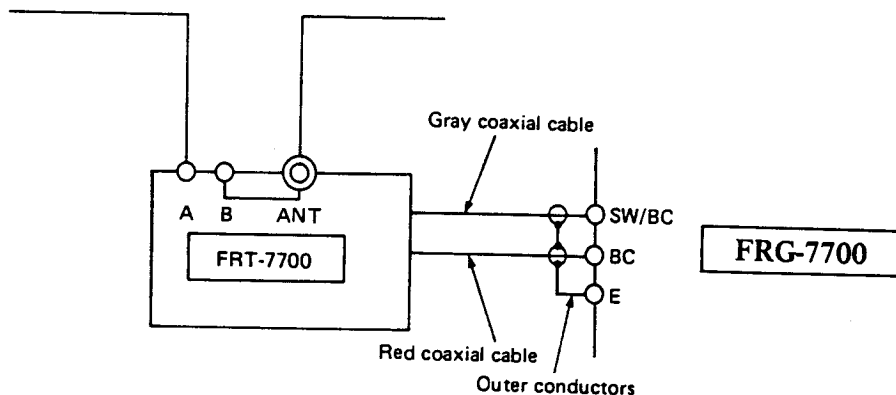 Gray coaxial cable
A B ANT
SW/BC
FRT-7700
BC
FRG-7700
E
Red coaxial cable
Outer conductors